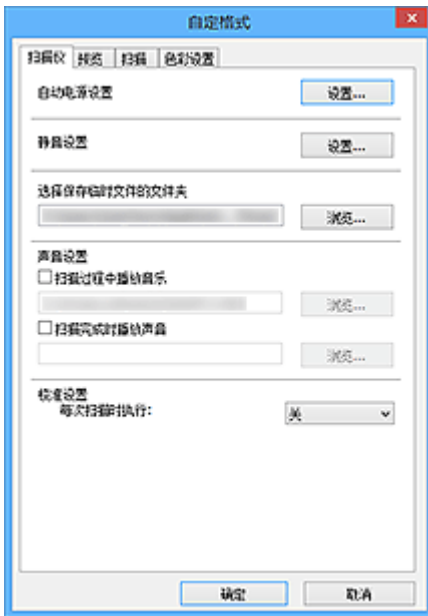 自定格式
扫描仪 预览 扫描 色彩设置
自动电源设置 设置...
静音设置 设置...
选择保存临时文件的文件夹
浏览...
声音设置
扫描过程中播放音乐
浏览...
扫描完成时播放声音
浏览...
校准设置
每次扫描时执行: 关
确定 取消